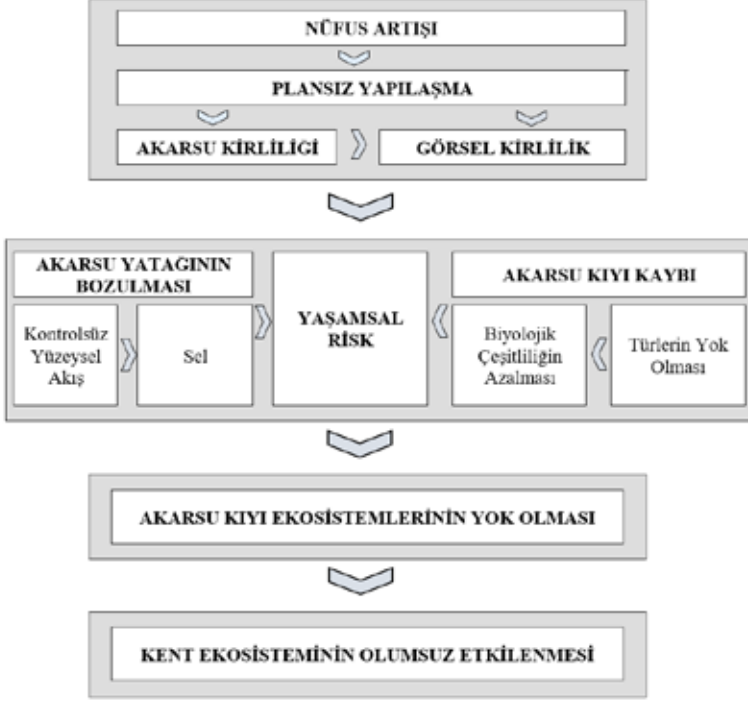 NÜFUS ARTIŞI
PLANSIZ YAPILAŞMA
AKARSU KİRLİLİĞİ
GÖRSEL KİRLİLİK
AKARSU YATAĞININ
BOZULMASI
Kontrolsüz
Yüzeysel
Akış
Sel
YAŞAMSAL
RİSK
AKARSU KIYI KAYBI
Biyolojik
Çeşitliliğin
Azalması
Türlerin Yok
Olması
AKARSU KIYI EKOSİSTEMLERİNİN YOK OLMASI
KENT EKOSİSTEMİNİN OLUMSUZ ETKİLENMESİ